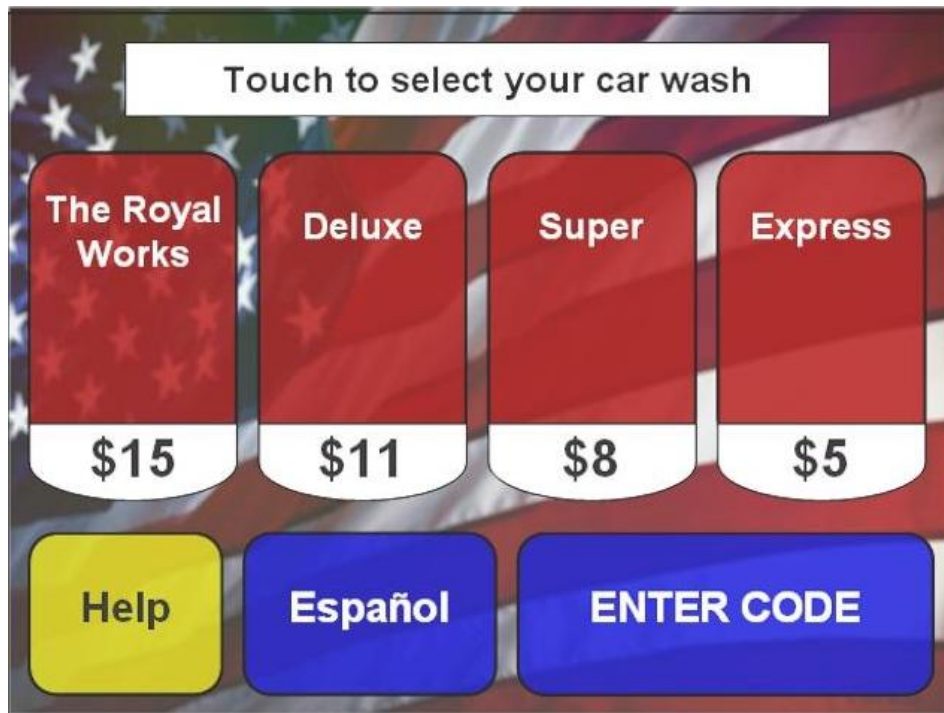 Touch to select your car wash
The Royal
Works
Deluxe
Super
Express
$15
$11
$8
$5
Help
Español
ENTER CODE